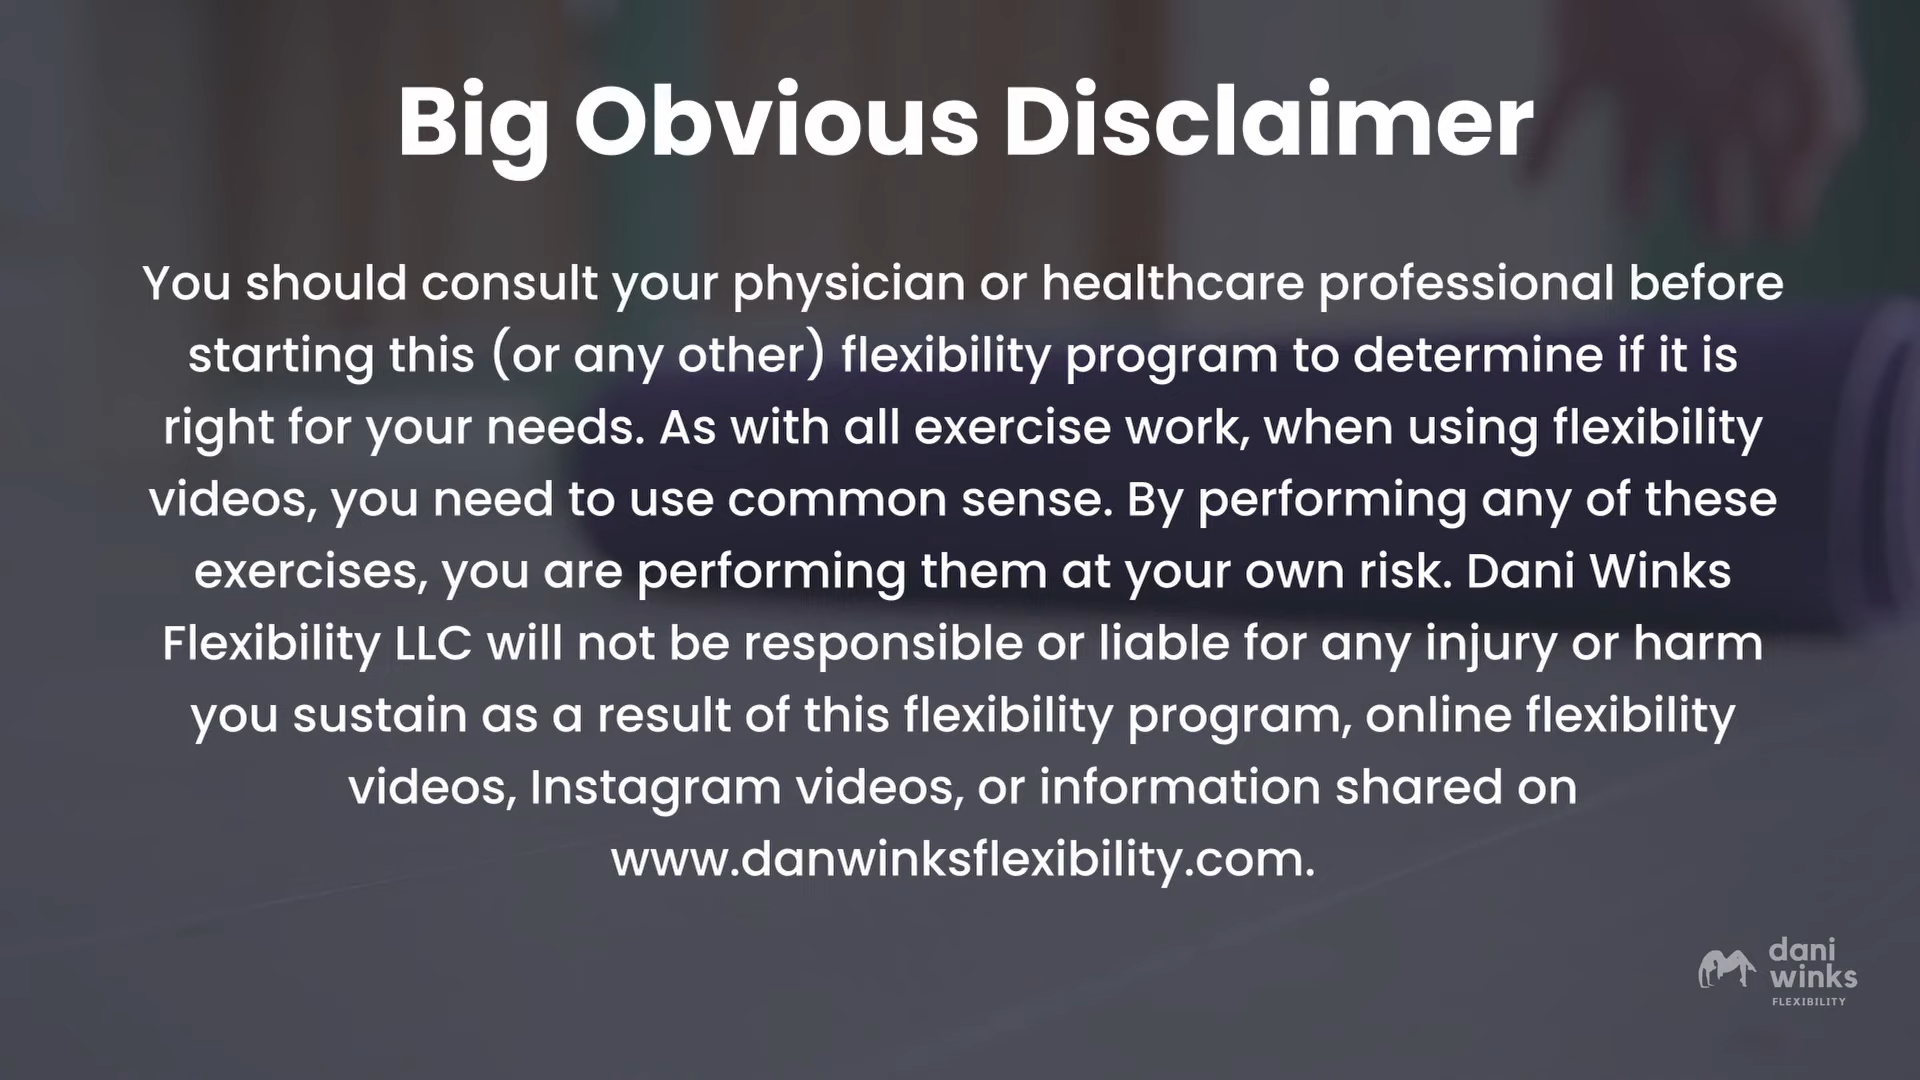 Big Obvious Disclaimer
You should consult your physician or healthcare professional before
starting this (or any other) flexibility program to determine if it is
right for your needs. As with all exercise work, when using flexibility
videos, you need to use common sense. By performing any of these
exercises, you are performing them at your own risk. Dani Winks
Flexibility LLC will not be responsible or liable for any injury or harm
you sustain as a result of this flexibility program, online flexibility
videos, Instagram videos, or information shared on
www.danwinksflexibility.com.
dani
winks
FLEXIBILITY